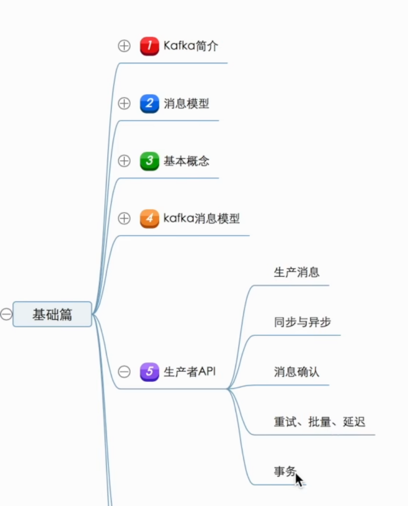 1 Kafka简介
2 消息模型
3 基本概念
4 kafka消息模型
基础篇
5 生产者API
生产消息
同步与异步
消息确认
重试、批量、延迟
事务